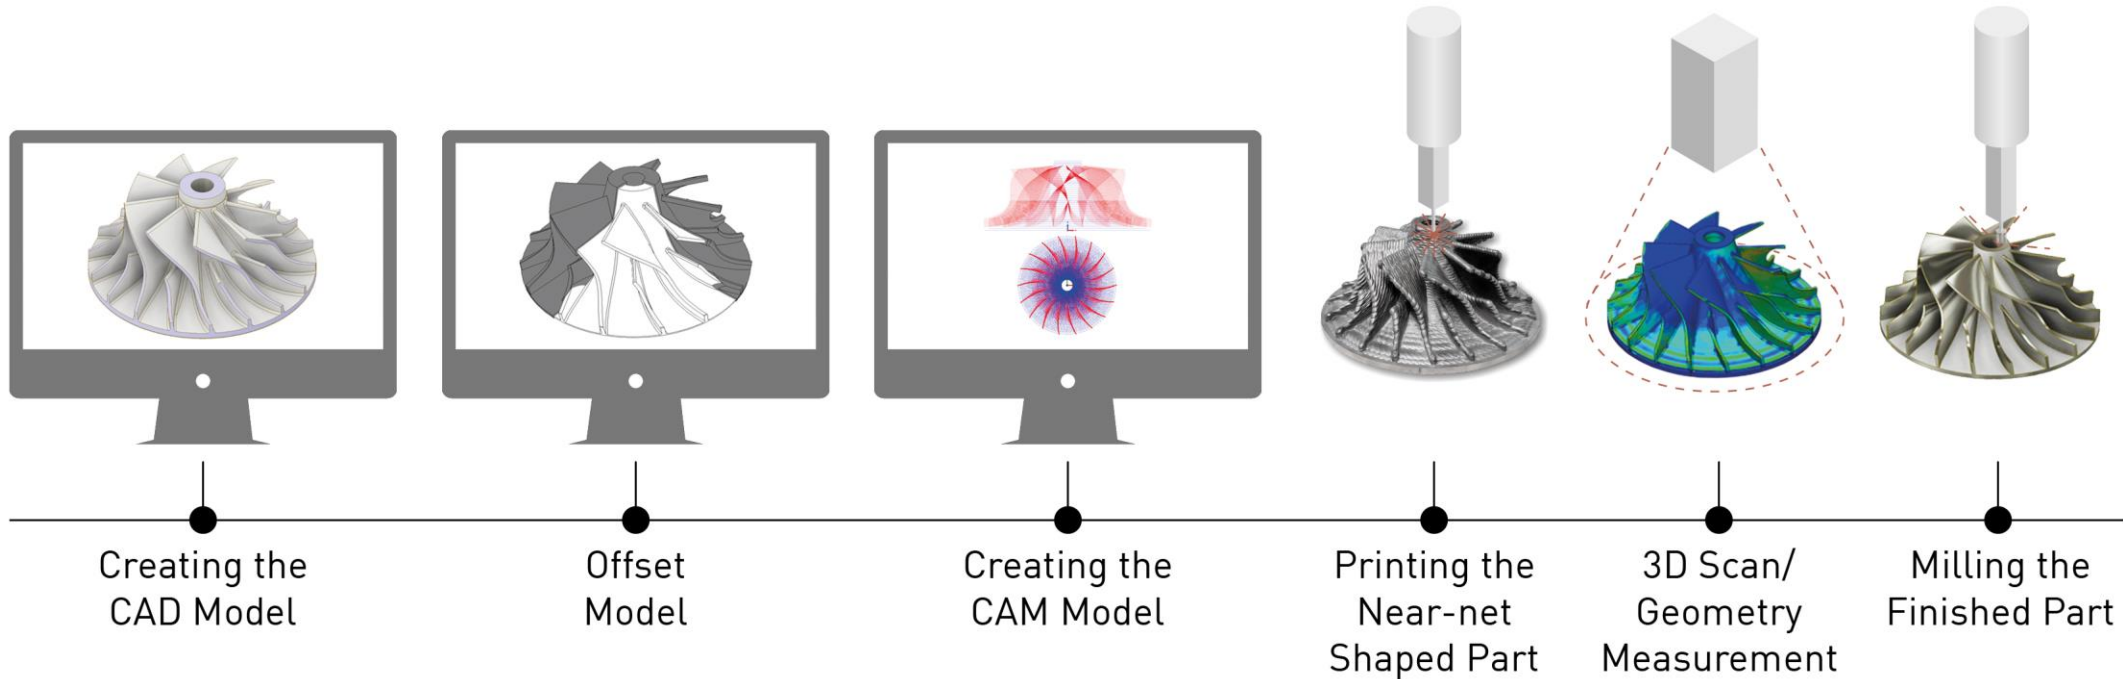 Creating the
CAD Model
Offset
Model
Creating the
CAM Model
Printing the
Near-net
Shaped Part
3D Scan/
Geometry
Measurement
Milling the
Finished Part